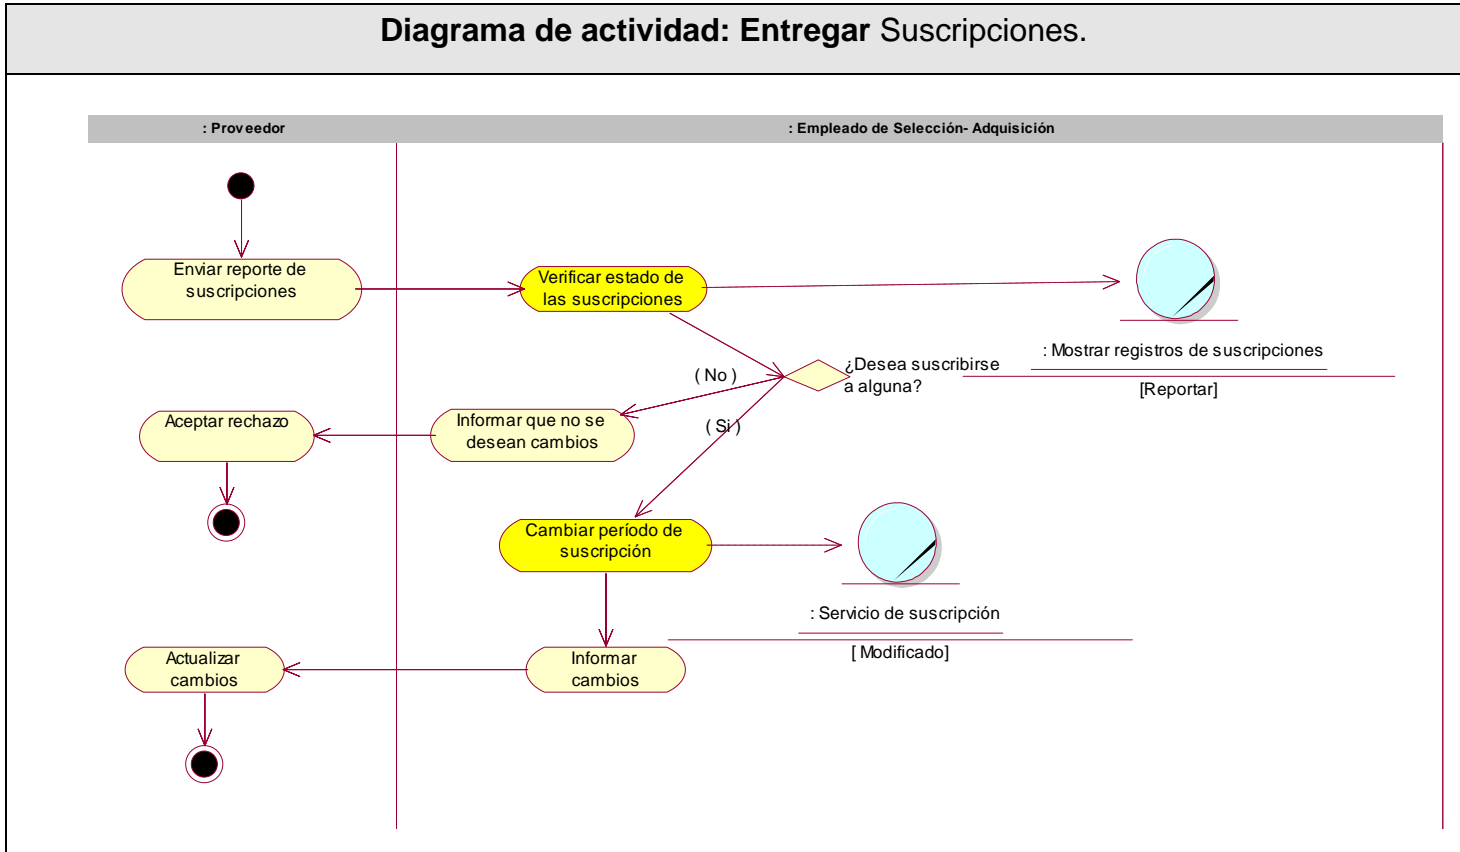 Diagrama de actividad: Entregar Suscripciones.
: Proveedor
: Empleado de Selección- Adquisición
Enviar reporte de
suscripciones
Verificar estado de
las suscripciones
: Mostrar registros de suscripciones
[Reportar]
¿Desea suscribirse
a alguna?
( No )
( Si )
Aceptar rechazo
Informar que no se
desean cambios
Cambiar período de
suscripción
: Servicio de suscripción
[ Modificado]
Actualizar
cambios
Informar
cambios